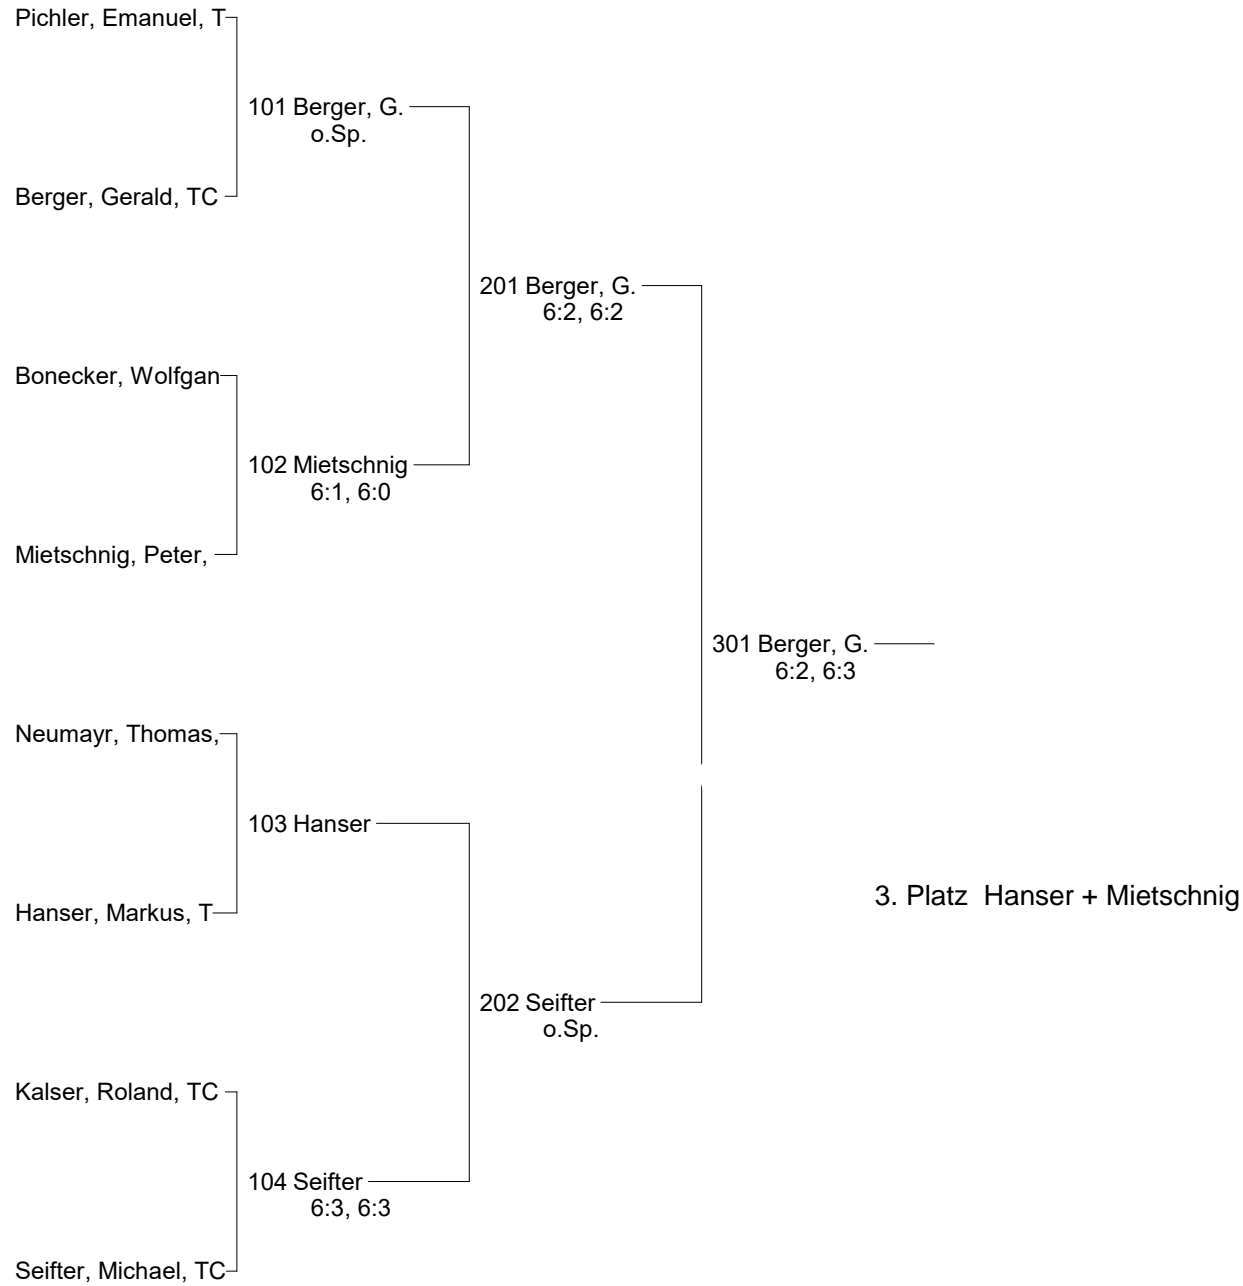 Pichler, Emanuel, T
101 Berger, G.
o.Sp.
Berger, Gerald, TC
201 Berger, G.
6:2, 6:2
Bonecker, Wolfgan
102 Mietschnig
6:1, 6:0
Mietschnig, Peter,
301 Berger, G.
6:2, 6:3
Neumayr, Thomas,
103 Hanser
3. Platz Hanser + Mietschnig
Hanser, Markus, T
202 Seifter
o.Sp.
Kalser, Roland, TC
104 Seifter
6:3, 6:3
Seifter, Michael, TC